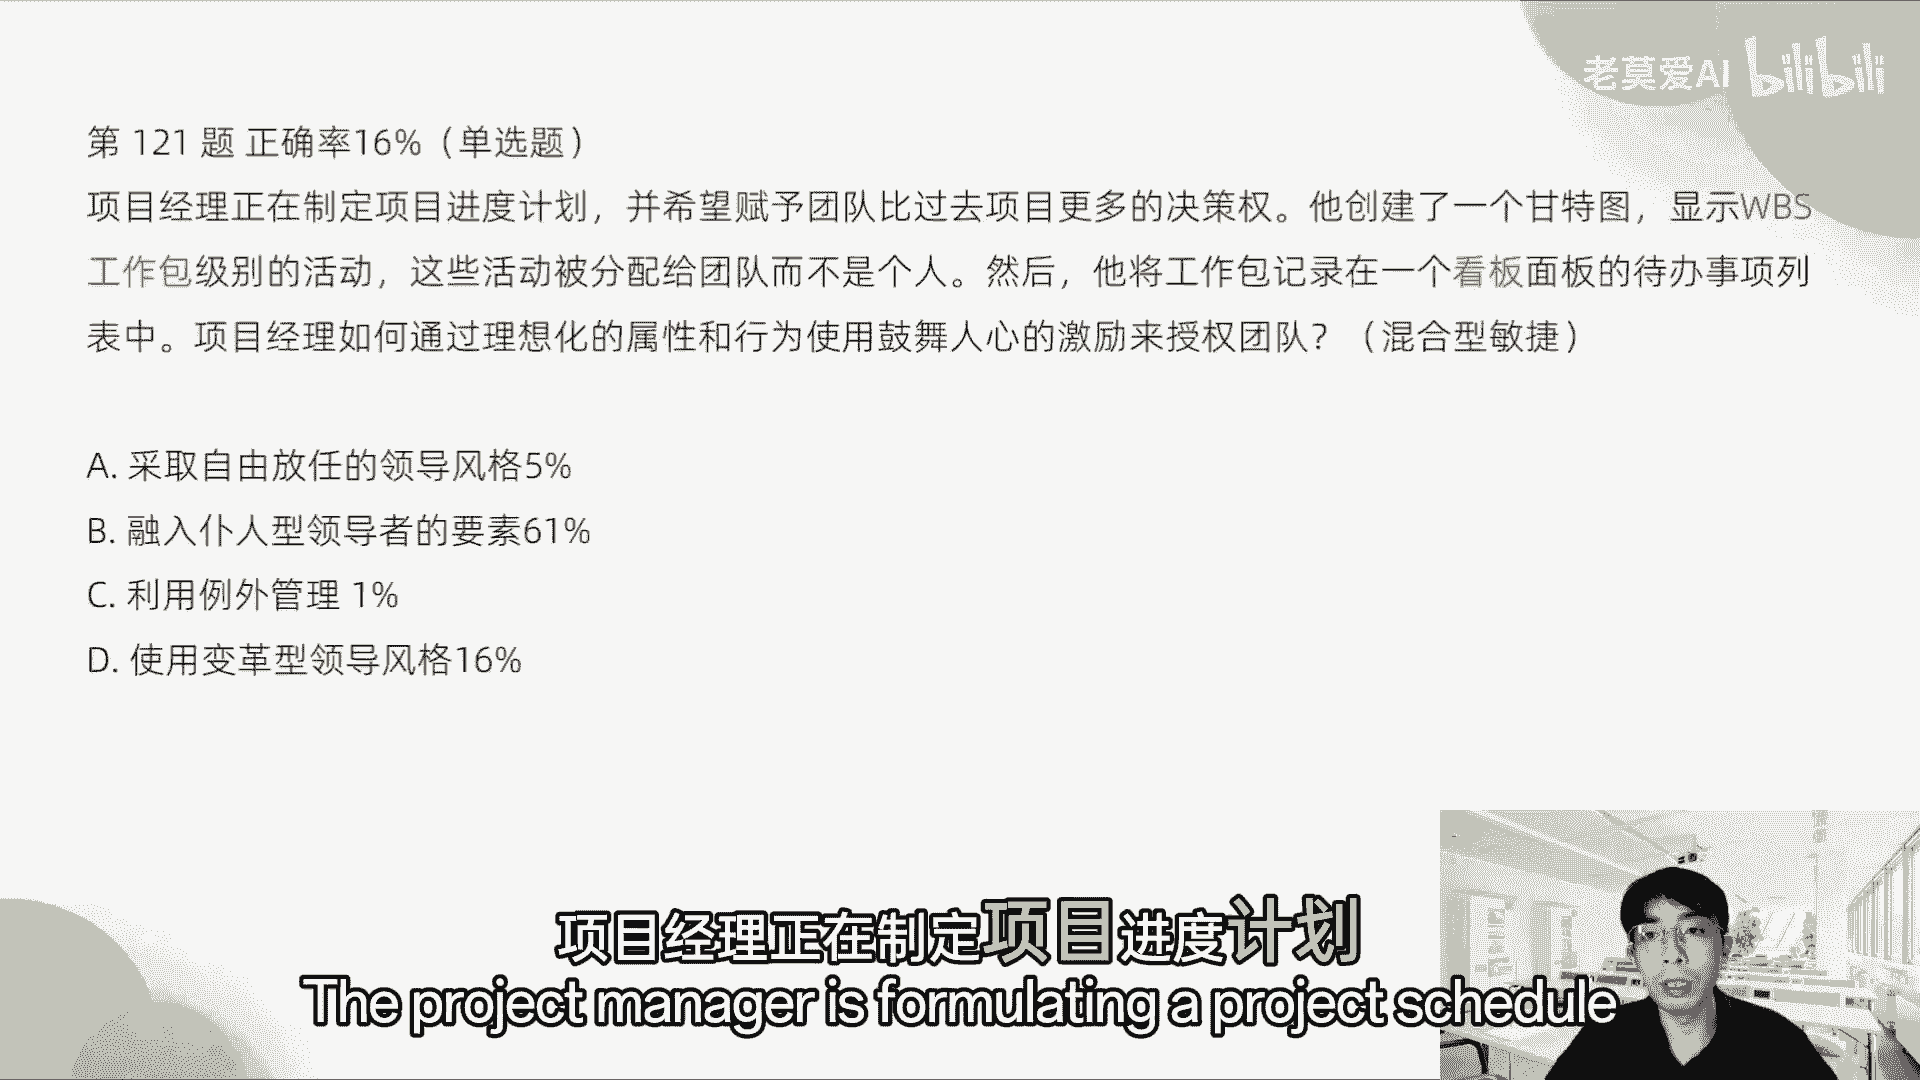 老莫爱AI bilibili
第 121 题 正确率16%（单选题）
项目经理正在制定项目进度计划，并希望赋予团队比过去项目更多的决策权。他创建了一个甘特图，显示WBS
工作包级别的活动，这些活动被分配给团队而不是个人。然后，他将工作包记录在一个看板面板的待办事项列
表中。项目经理如何通过理想化的属性和行为使用鼓舞人心的激励来授权团队？（混合型敏捷）
A. 采取自由放任的领导风格5%
B. 融入仆人型领导者的要素61%
C. 利用例外管理 1%
D. 使用变革型领导风格16%
项目经理正在制定项目进度计划
The project manager is formulating a project schedule